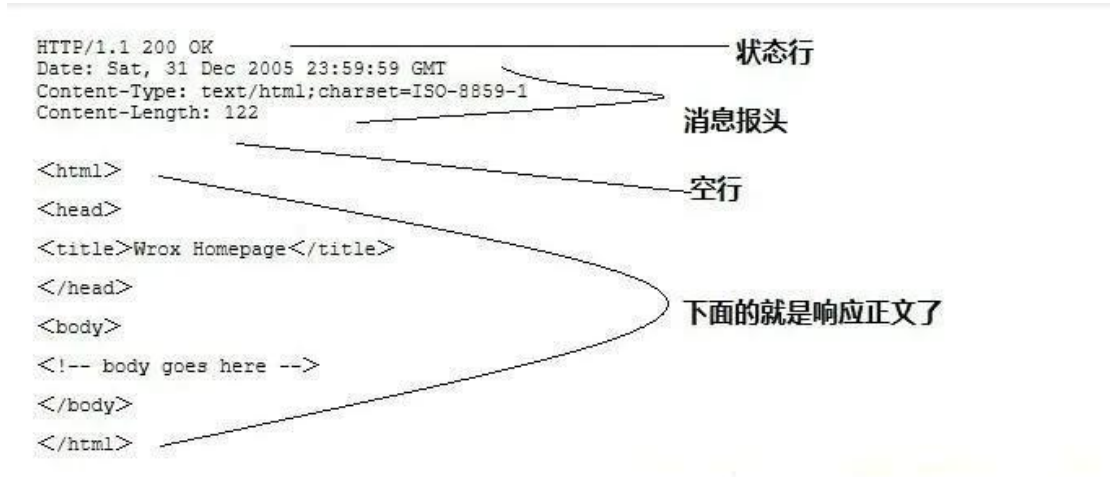 HTTP/1.1 200 OK
状态行
Date: Sat, 31 Dec 2005 23:59:59 GMT
Content-Type: text/html;charset=ISO-8859-1
Content-Length: 122
消息报头
空行
<html>
<head>
<title>Wrox Homepage</title>
</head>
<body>
<!-- body goes here -->
</body>
</html>
下面的就是响应正文了